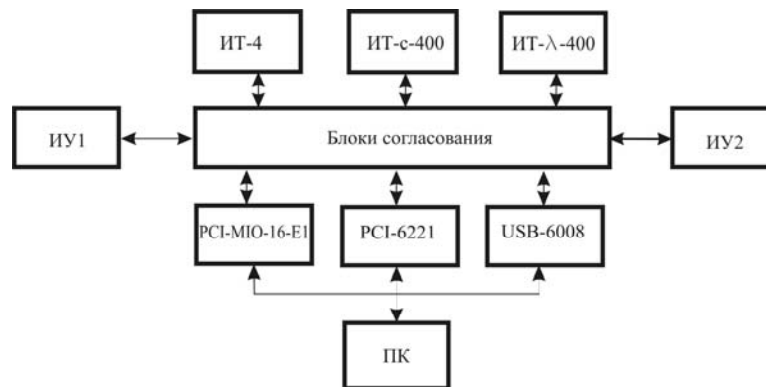 ИТ-4
ИТ-с-400
ИТ-λ-400
ИУ1
Блоки согласования
ИУ2
PCI-MIO-16-E1
PCI-6221
USB-6008
ПК